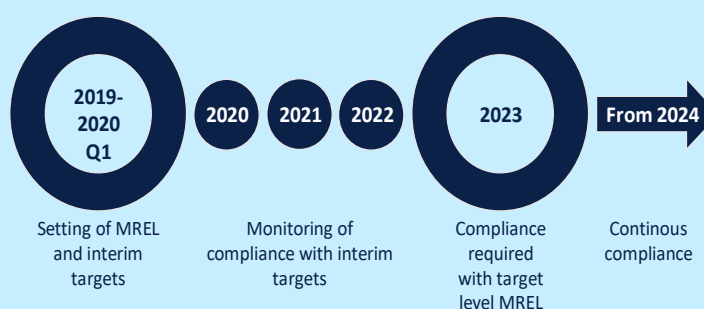 2019-
2020
Q1
2020
2021
2022
2023
From 2024
Setting of MREL
and interim
targets
Monitoring of
compliance with interim
targets
Compliance
required
with target
level MREL
Continous
compliance